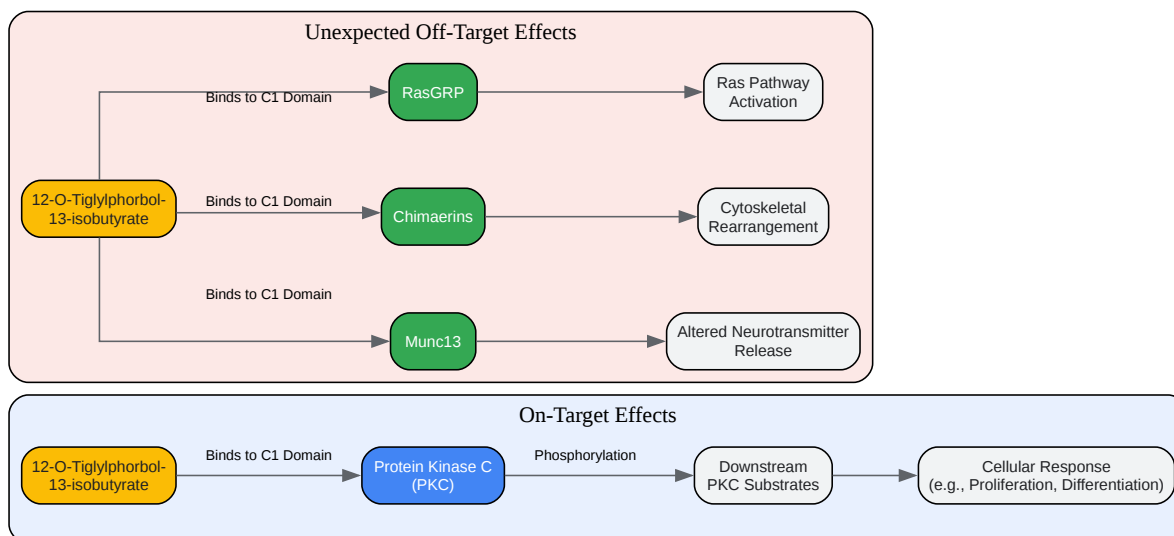 Unexpected Off-Target Effects
Binds to C1 Domain
RasGRP
Ras Pathway
Activation
12-O-Tiglylphorbol-
13-isobutyrate
Binds to C1 Domain
Chimaerins
Cytoskeletal
Rearrangement
Binds to C1 Domain
Munc13
Altered Neurotransmitter
Release
On-Target Effects
12-O-Tiglylphorbol-
13-isobutyrate
Binds to C1 Domain
Protein Kinase C
(PKC)
Phosphorylation
Downstream
PKC Substrates
Cellular Response
(e.g., Proliferation, Differentiation)